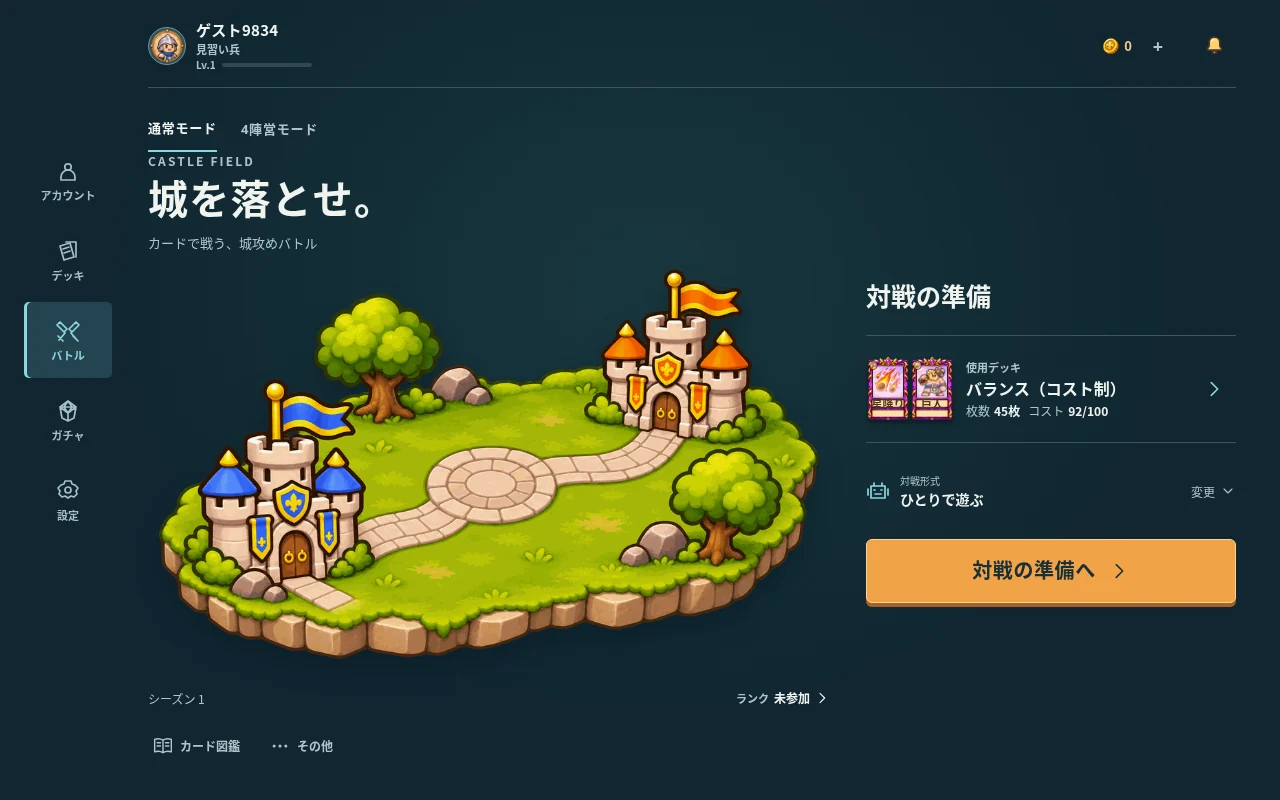 ゲスト9834
見習い兵
Lv.1
0
+
通常モード
4陣営モード
CASTLE FIELD
城を落とせ。
カードで戦う、城攻めバトル
アカウント
デッキ
バトル
ガチャ
設定
対戦の準備
星降り
巨人
使用デッキ
バランス（コスト制）
枚数 45枚 コスト 92/100
対戦形式
ひとりで遊ぶ
変更
対戦の準備へ
シーズン 1
ランク 未参加
カード図鑑
その他